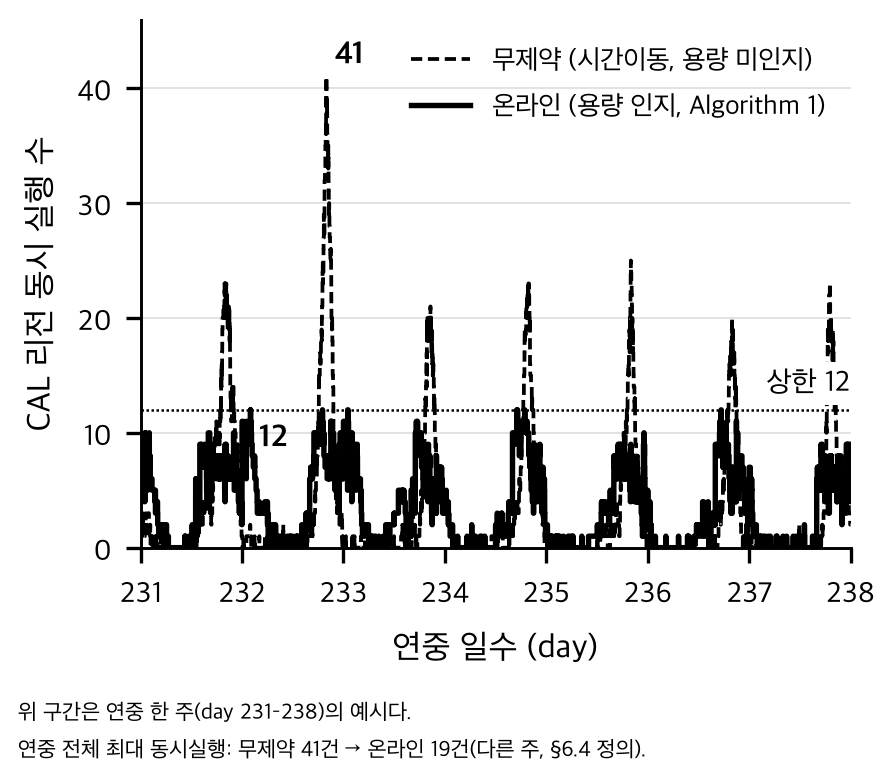 41
무제약 (시간이동, 용량 미인지)
온라인 (용량 인지, Algorithm 1)
CAL 리전 동시 실행 수
40
30
20
10
0
상한 12
12
231 232 233 234 235 236 237 238
연중 일수 (day)
위 구간은 연중 한 주(day 231-238)의 예시다.
연중 전체 최대 동시실행: 무제약 41건 → 온라인 19건(다른 주, §6.4 정의).